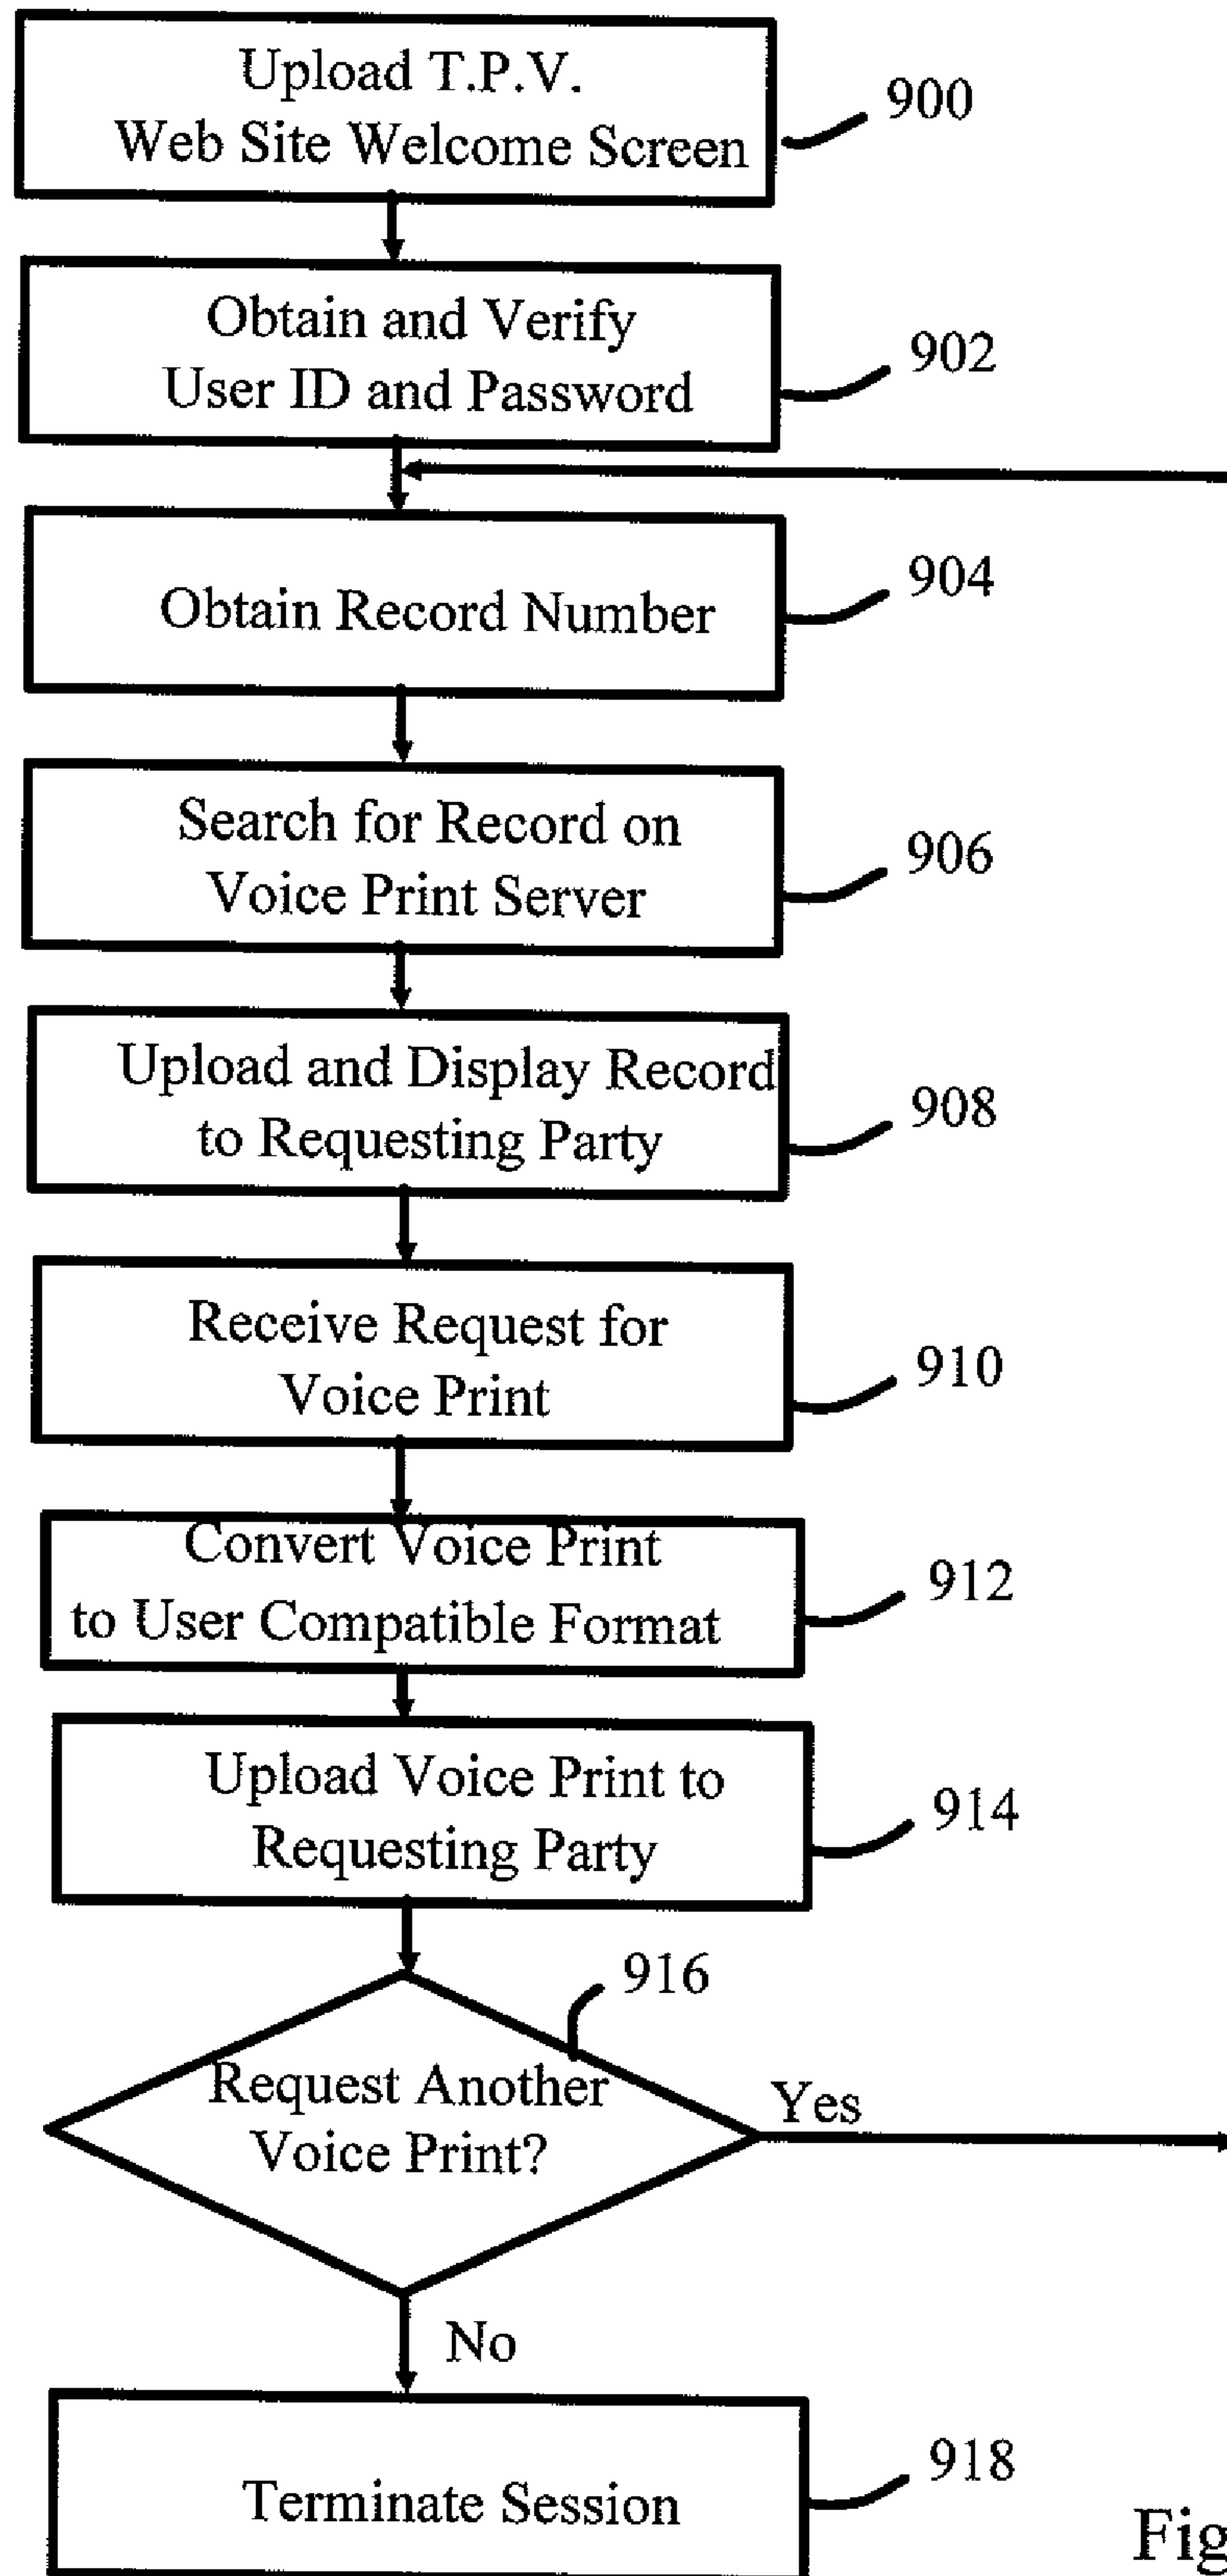 Upload T.P.V.
Web Site Welcome Screen
900
Obtain and Verify
User ID and Password
902
Obtain Record Number
904
Search for Record on
Voice Print Server
906
Upload and Display Record
to Requesting Party
908
Receive Request for
Voice Print
910
Convert Voice Print
to User Compatible Format
912
Upload Voice Print to
Requesting Party
914
916
Request Another
Voice Print?
Yes
No
Terminate Session
918
Fig